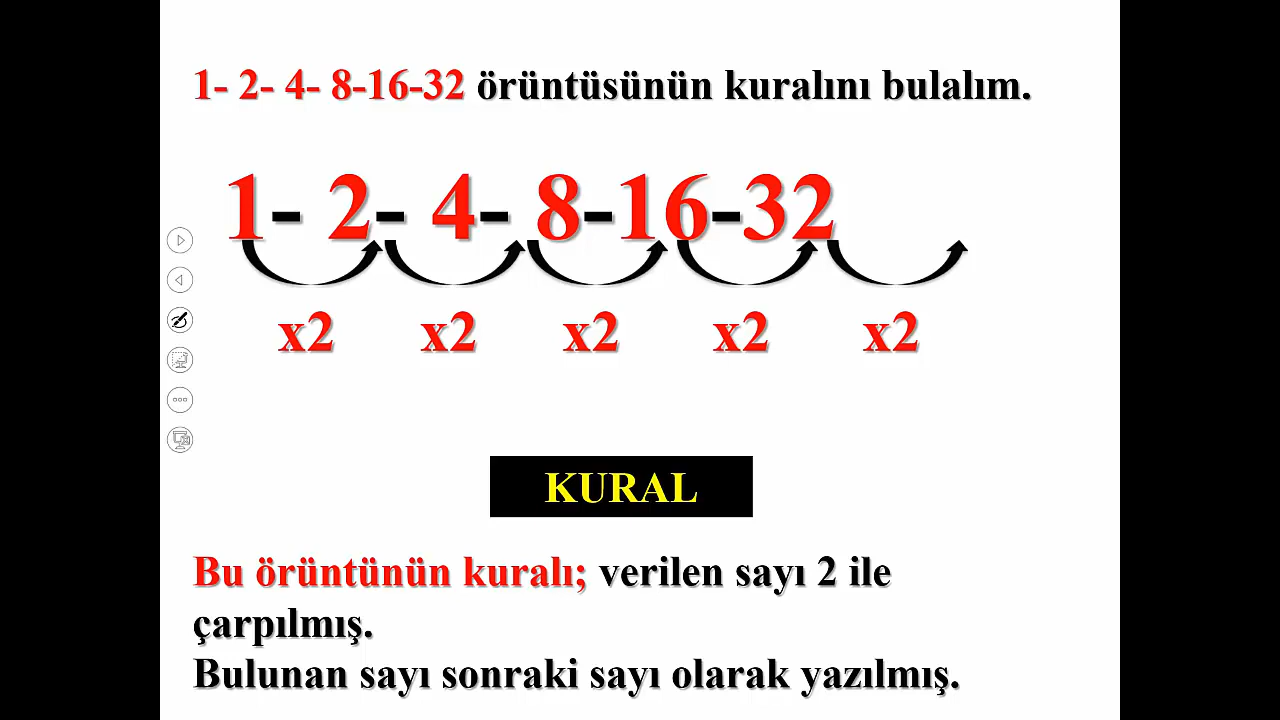 1- 2- 4- 8-16-32 örüntüsünün kuralını bulalım.
1- 2- 4- 8-16-32
x2 x2 x2 x2 x2
KURAL
Bu örüntünün kuralı; verilen sayı 2 ile
çarpılmış.
Bulunan sayı sonraki sayı olarak yazılmış.